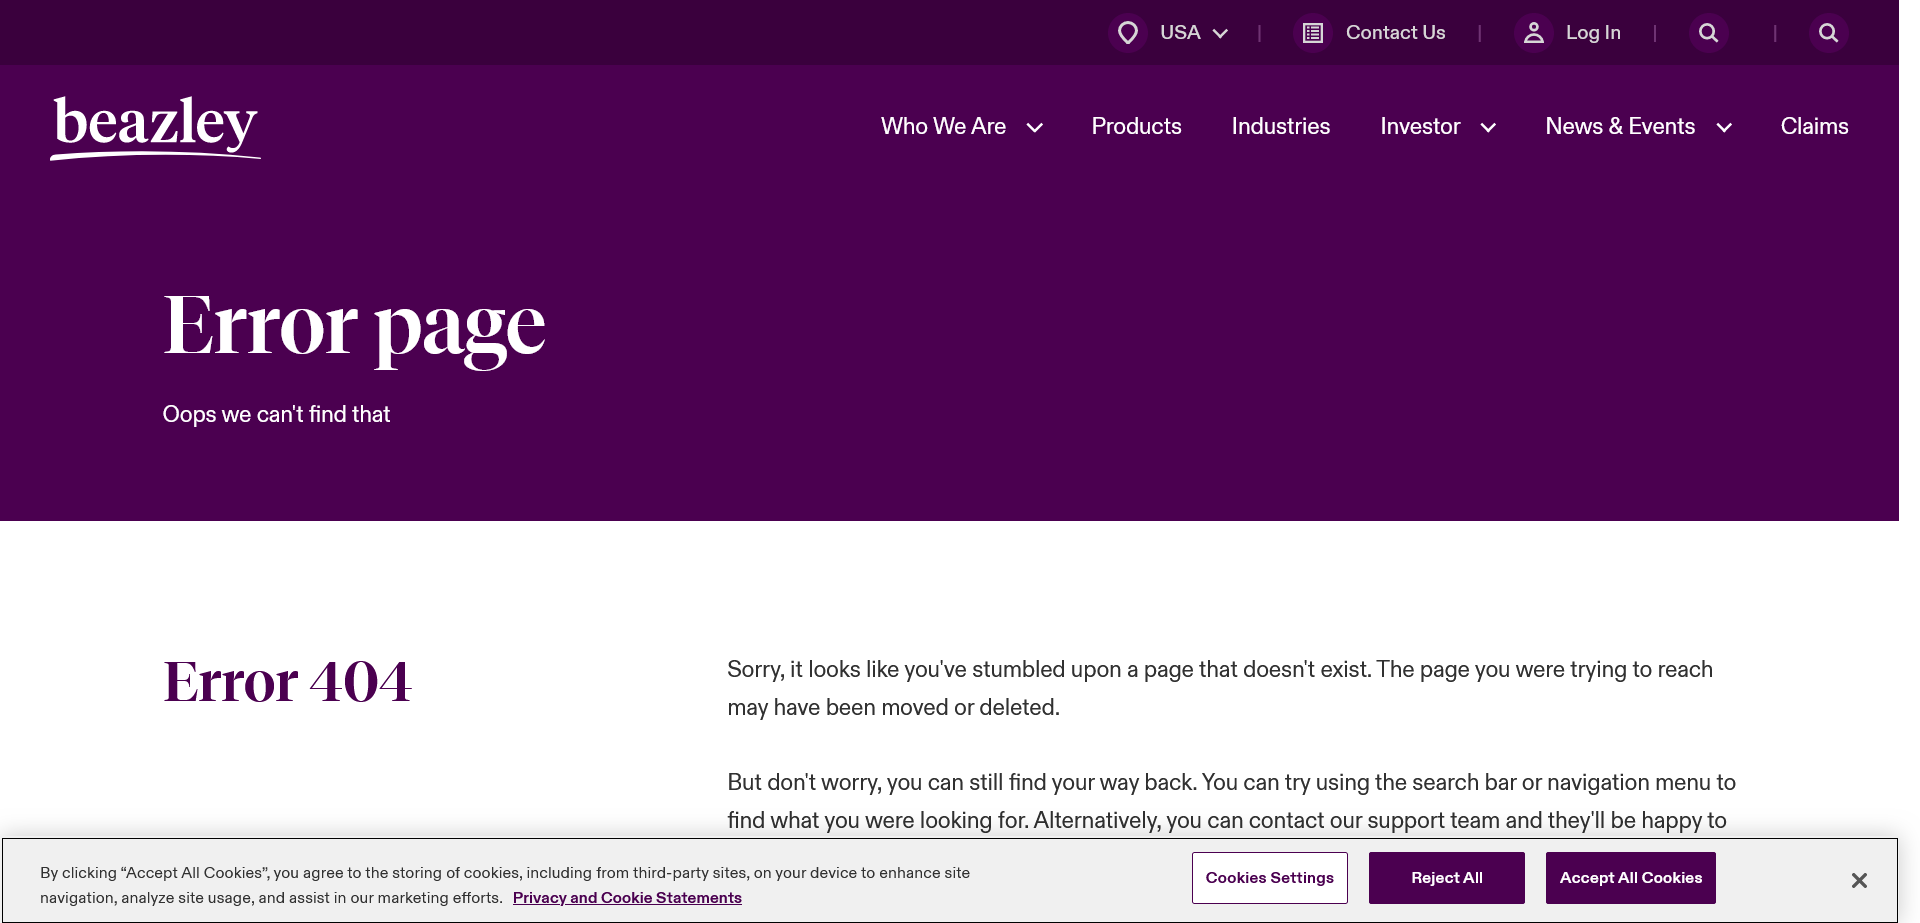 USA | Contact Us | Log In | |
beazley
Who We Are Products Industries Investor News & Events Claims
Error page
Oops we can't find that
Error 404
Sorry, it looks like you've stumbled upon a page that doesn't exist. The page you were trying to reach
may have been moved or deleted.
But don't worry, you can still find your way back. You can try using the search bar or navigation menu to
find what you were looking for. Alternatively, you can contact our support team and they'll be happy to
By clicking “Accept All Cookies”, you agree to the storing of cookies, including from third-party sites, on your device to enhance site
navigation, analyze site usage, and assist in our marketing efforts. Privacy and Cookie Statements
Cookies Settings Reject All Accept All Cookies